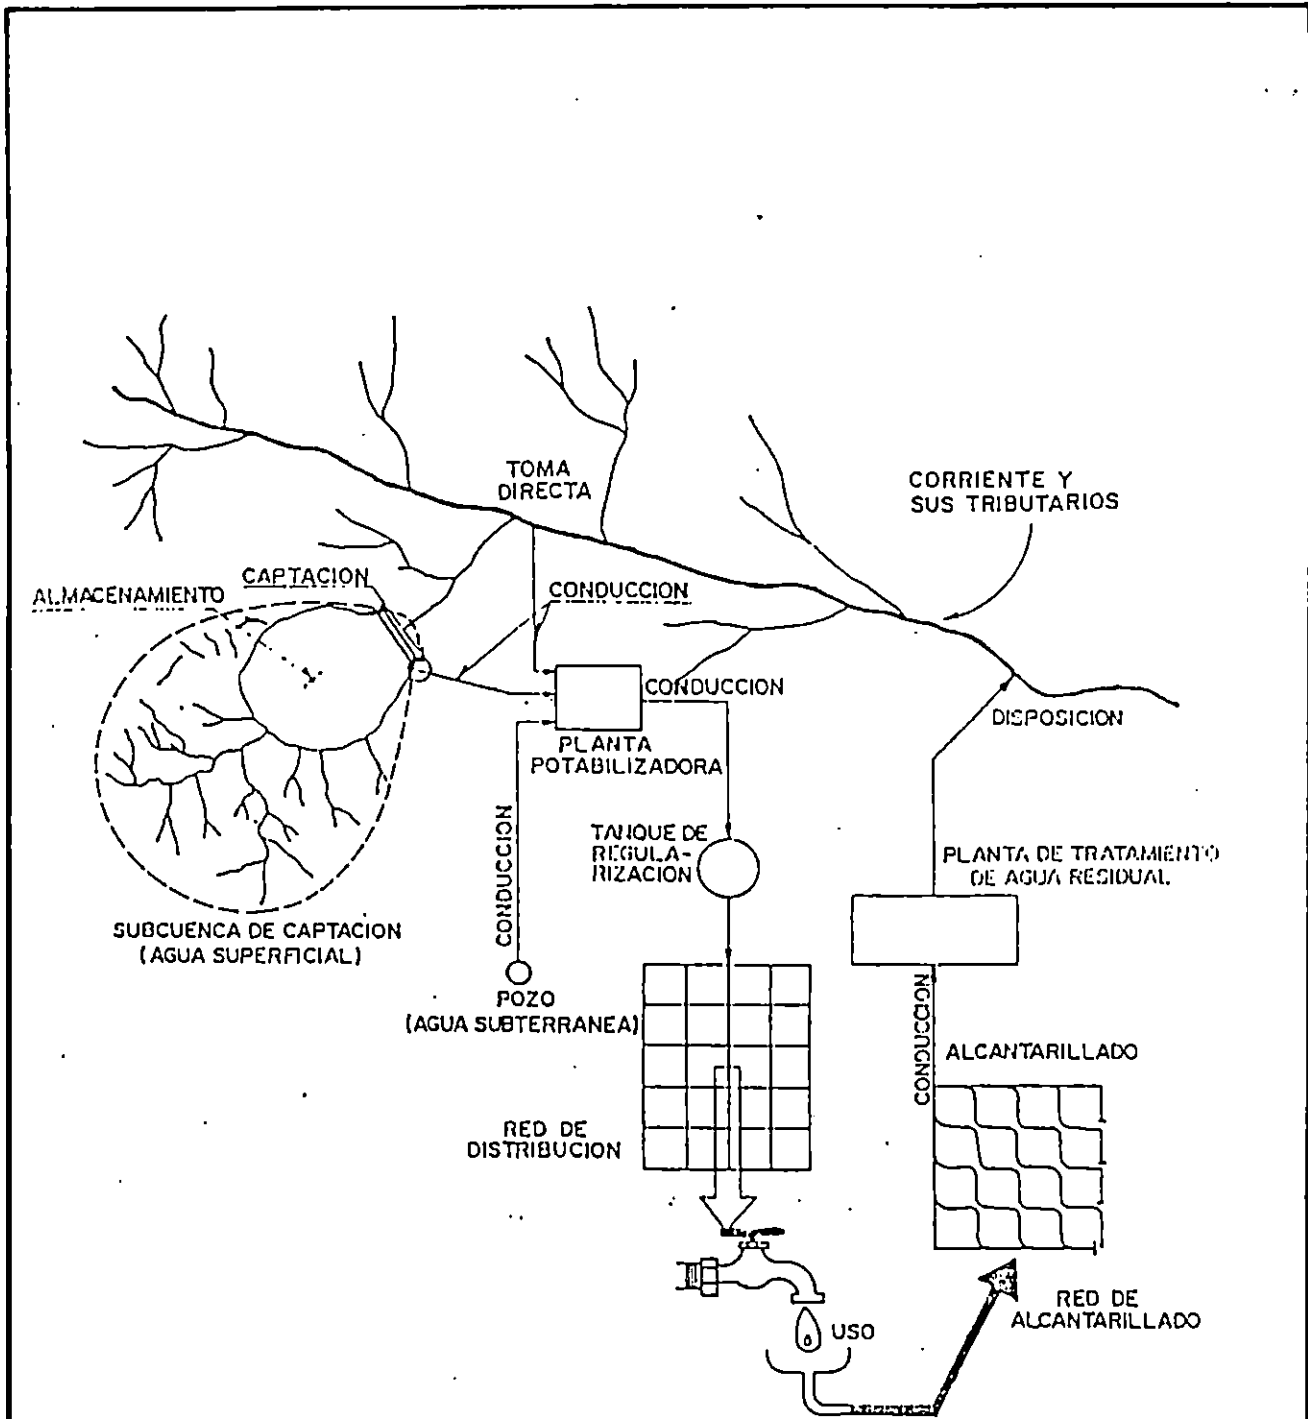 TOMA
DIRECTA
CORRIENTE Y
SUS TRIBUTARIOS
CAPTACION
ALMACENAMIENTO
CONDUCCION
CONDUCCION
DISPOSICION
PLANTA
POTABILIZADORA
CONDUCCION
TANQUE DE
REGULA-
RIZACION
PLANTA DE TRATAMIENTO
DE AGUA RESIDUAL
SUBCUENCA DE CAPTACION
(AGUA SUPERFICIAL)
POZO
(AGUA SUBTERRANEA)
CONDUCCION
ALCANTARILLADO
RED DE
DISTRIBUCION
RED DE
ALCANTARILLADO
USO